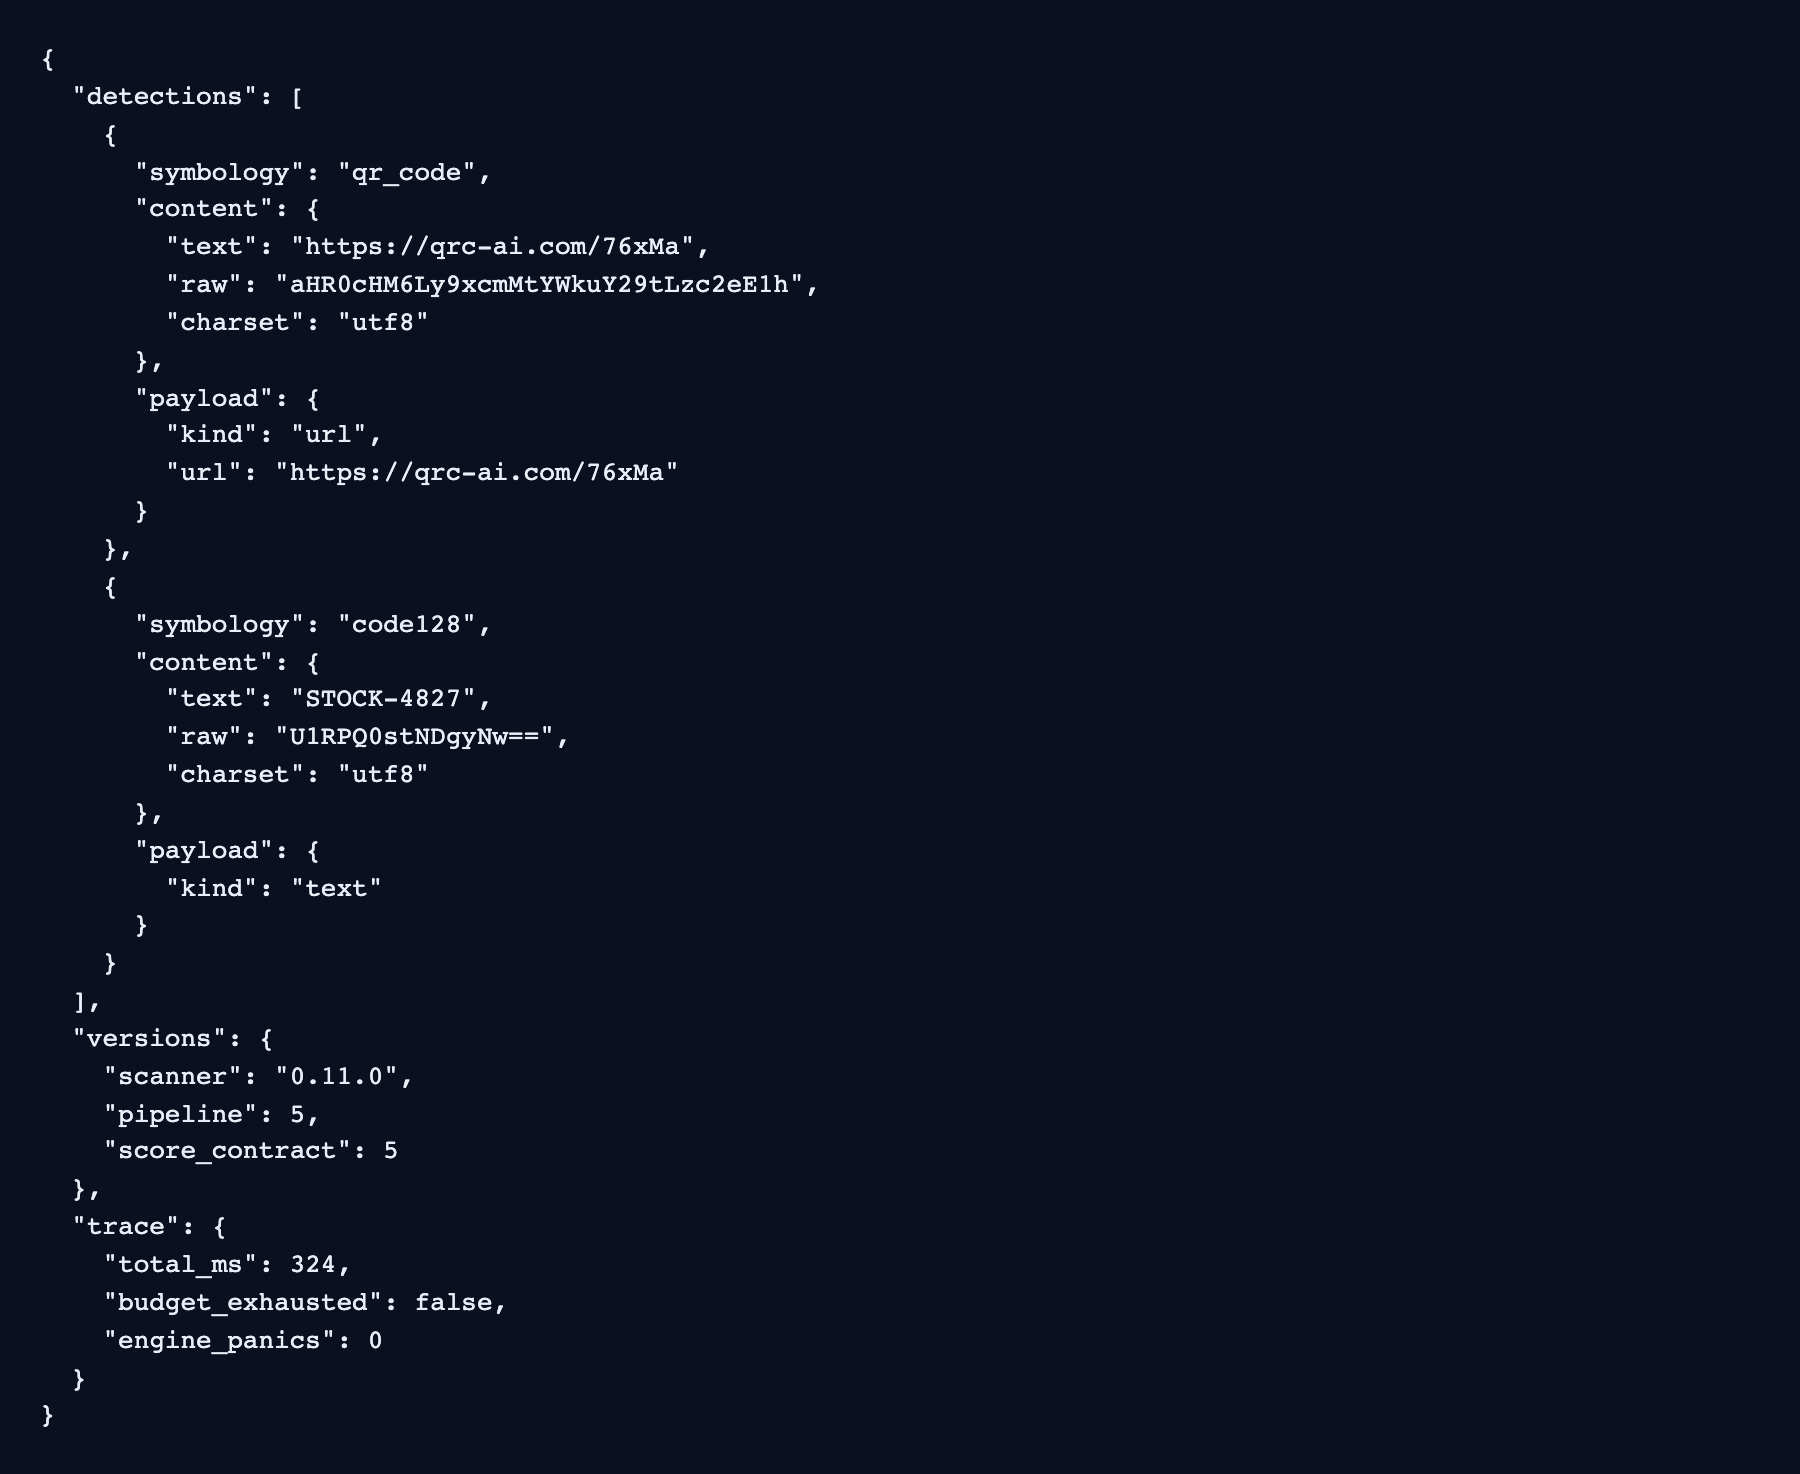 {
  "detections": [
    {
      "symbology": "qr_code",
      "content": {
        "text": "https://qrc-ai.com/76xMa",
        "raw": "aHR0cHM6Ly9xcmMtYWkuY29tLzc2eE1h",
        "charset": "utf8"
      },
      "payload": {
        "kind": "url",
        "url": "https://qrc-ai.com/76xMa"
      }
    },
    {
      "symbology": "code128",
      "content": {
        "text": "STOCK-4827",
        "raw": "U1RPQ0stNDgyNw==",
        "charset": "utf8"
      },
      "payload": {
        "kind": "text"
      }
    }
  ],
  "versions": {
    "scanner": "0.11.0",
    "pipeline": 5,
    "score_contract": 5
  },
  "trace": {
    "total_ms": 324,
    "budget_exhausted": false,
    "engine_panics": 0
  }
}